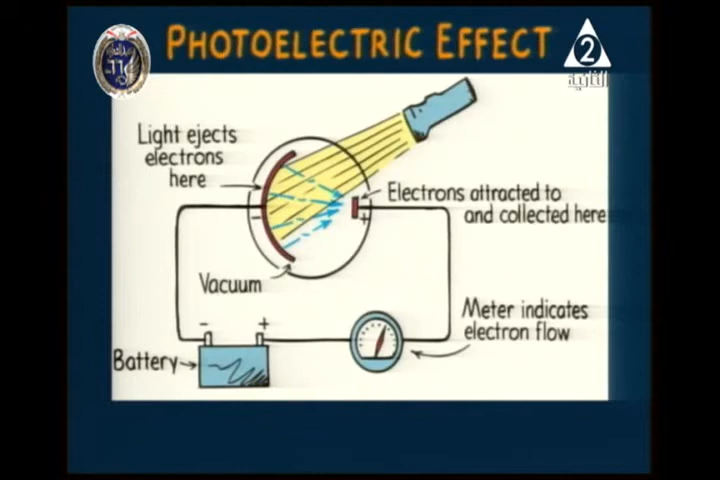 PHOTOELECTRIC EFFECT
2
الثانية
Light ejects
electrons
here
Electrons attracted to
and collected here
-
+
Vacuum
Meter indicates
electron flow
- +
Battery